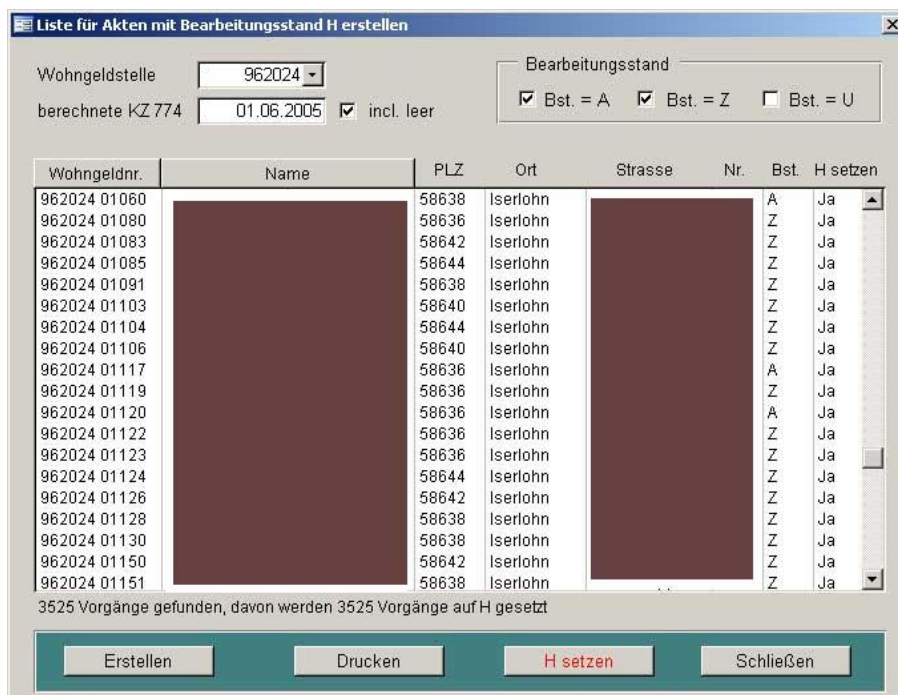 Liste für Akten mit Bearbeitungsstand H erstellen
Wohngeldstelle 962024
berechnete KZ 774 01.06.2005 incl. leer
Bearbeitungsstand
Bst. = A Bst. = Z Bst. = U
Wohngeldnr. Name PLZ Ort Strasse Nr. Bst. H setzen
962024 01060 58638 Iserlohn A Ja
962024 01080 58636 Iserlohn Z Ja
962024 01083 58642 Iserlohn Z Ja
962024 01085 58644 Iserlohn Z Ja
962024 01091 58638 Iserlohn Z Ja
962024 01103 58640 Iserlohn Z Ja
962024 01104 58644 Iserlohn Z Ja
962024 01106 58640 Iserlohn Z Ja
962024 01117 58636 Iserlohn A Ja
962024 01119 58636 Iserlohn Z Ja
962024 01120 58636 Iserlohn A Ja
962024 01122 58636 Iserlohn Z Ja
962024 01123 58636 Iserlohn Z Ja
962024 01124 58644 Iserlohn Z Ja
962024 01126 58642 Iserlohn Z Ja
962024 01128 58638 Iserlohn Z Ja
962024 01130 58638 Iserlohn Z Ja
962024 01150 58642 Iserlohn Z Ja
962024 01151 58638 Iserlohn Z Ja
3525 Vorgänge gefunden, davon werden 3525 Vorgänge auf H gesetzt
Erstellen Drucken H setzen Schließen